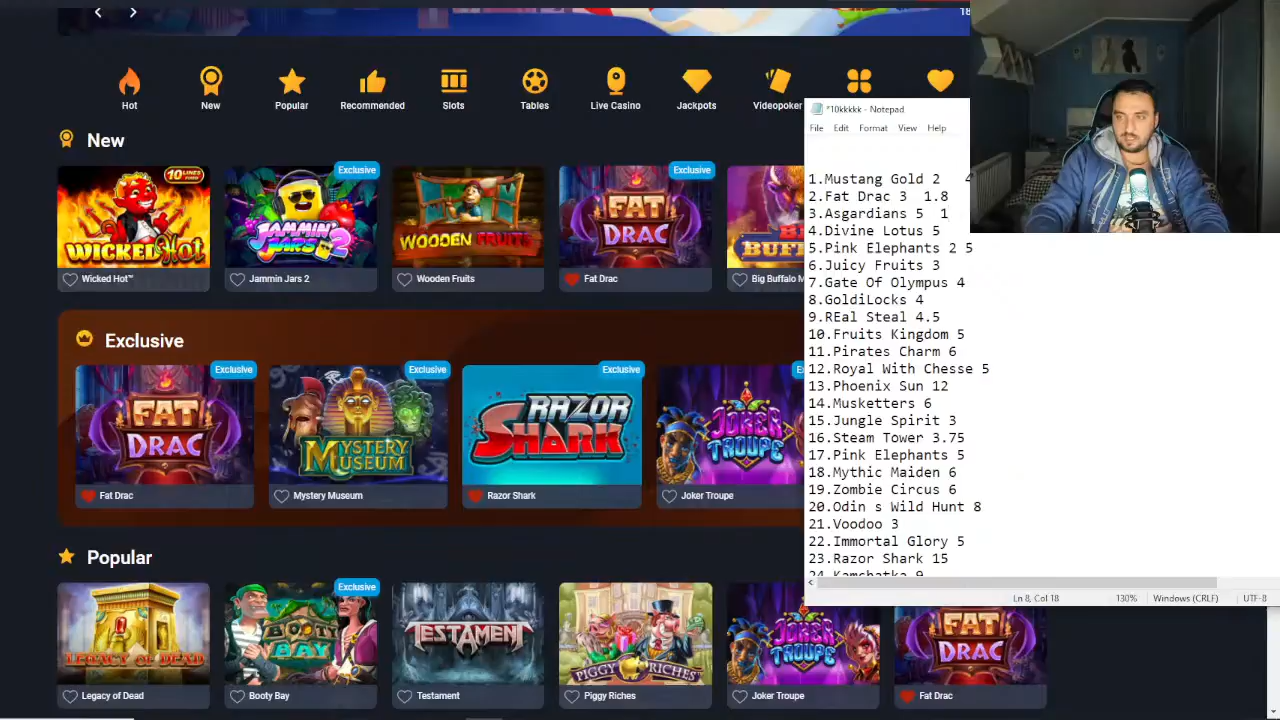 18
Hot
New
Popular
Recommended
Slots
Tables
Live Casino
Jackpots
Videopoker
New
10 LINES
WICKED HOT
Wicked Hot™
Exclusive
JAMMIN' JARS 2
Jammin Jars 2
WOODEN FRUITS
Wooden Fruits
Exclusive
FAT DRAC
Fat Drac
Big Buffalo M
Exclusive
Exclusive
FAT DRAC
Fat Drac
Exclusive
MYSTERY MUSEUM
Mystery Museum
Exclusive
RAZOR SHARK
Razor Shark
JOKER TROUPE
Joker Troupe
Popular
LEGACY OF DEAD
Legacy of Dead
Exclusive
BOOTY BAY
Booty Bay
TESTAMENT
Testament
PIGGY RICHES
Piggy Riches
JOKER TROUPE
Joker Troupe
FAT DRAC
Fat Drac
*10kkkkk - Notepad
File Edit Format View Help
1.Mustang Gold 2 4
2.Fat Drac 3 1.8
3.Asgardians 5 1
4.Divine Lotus 5
5.Pink Elephants 2 5
6.Juicy Fruits 3
7.Gate Of Olympus 4
8.GoldiLocks 4
9.REal Steal 4.5
10.Fruits Kingdom 5
11.Pirates Charm 6
12.Royal With Chesse 5
13.Phoenix Sun 12
14.Musketters 6
15.Jungle Spirit 3
16.Steam Tower 3.75
17.Pink Elephants 5
18.Mythic Maiden 6
19.Zombie Circus 6
20.Odin s Wild Hunt 8
21.Voodoo 3
22.Immortal Glory 5
23.Razor Shark 15
24.Kamchatka 9
Ln 8, Col 18 130% Windows (CRLF) UTF-8